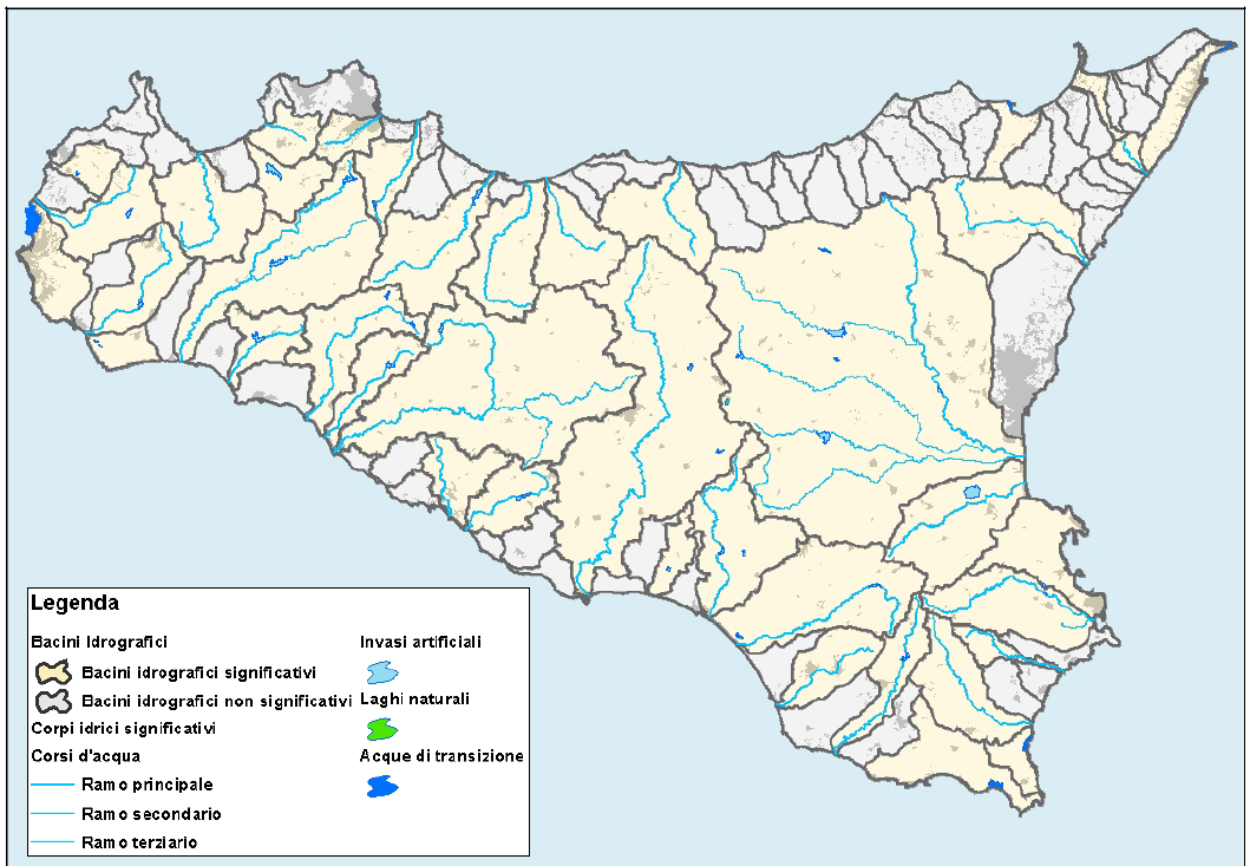 Legenda
Bacini Idrografici
Bacini idrografici significativi
Bacini idrografici non significativi
Corpi idrici significativi
Corsi d'acqua
Ramo principale
Ramo secondario
Ramo terziario
Invasi artificiali
Laghi naturali
Acque di transizione